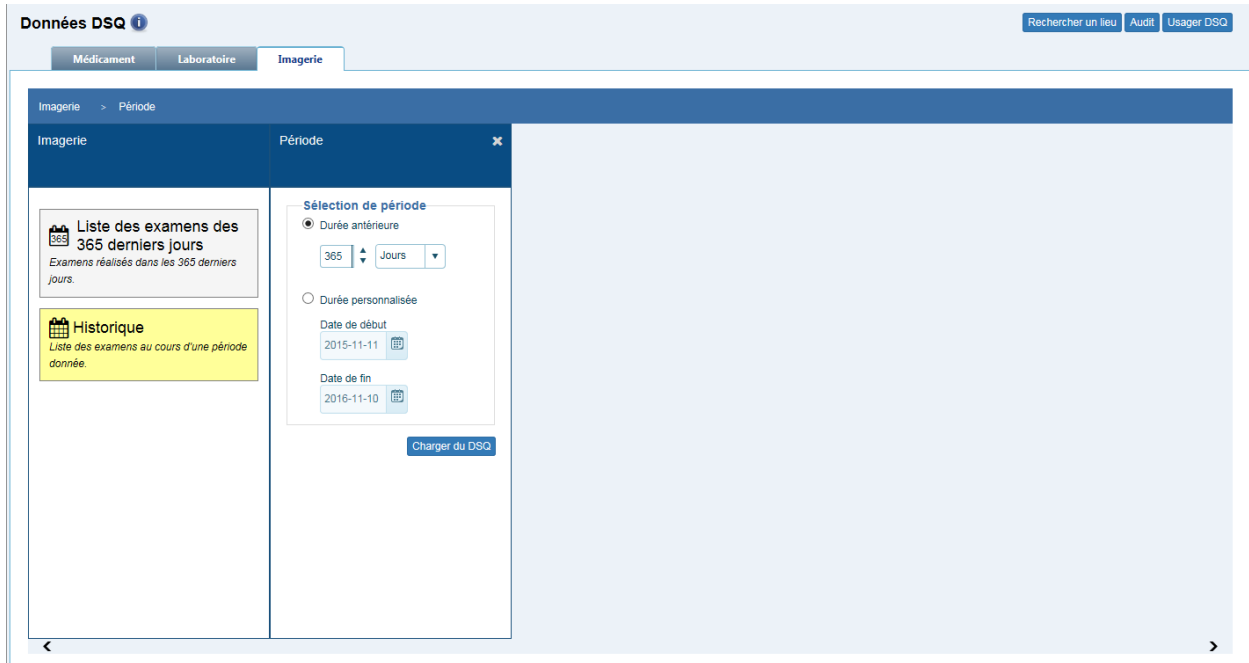 Données DSQ
Rechercher un lieu Audit Usager DSQ
Médicament Laboratoire Imagerie
Imagerie > Période
Imagerie
Période
365
Liste des examens des
365 derniers jours
Examens réalisés dans les 365 derniers
jours.
Historique
Liste des examens au cours d'une période
donnée.
Sélection de période
Durée antérieure
365 Jours
Durée personnalisée
Date de début
2015-11-11
Date de fin
2016-11-10
Charger du DSQ